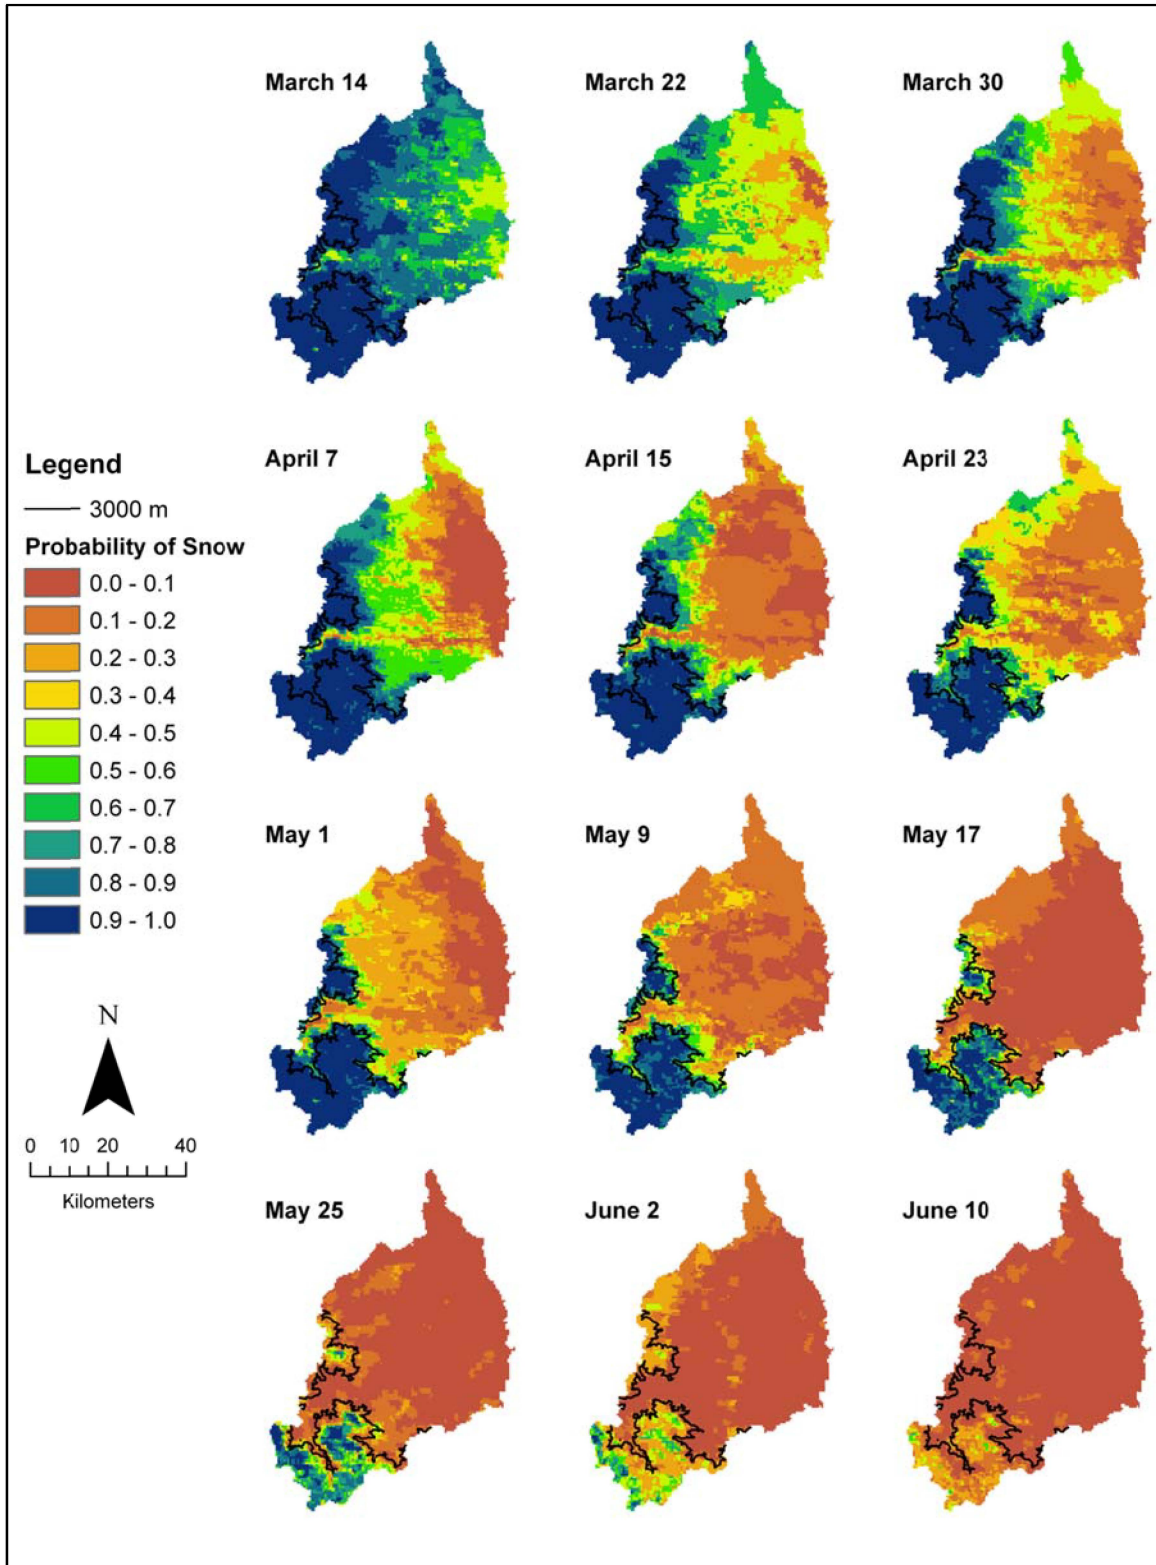 March 14
March 22
March 30
April 7
April 15
April 23
Legend
3000 m
Probability of Snow
0.0 - 0.1
0.1 - 0.2
0.2 - 0.3
0.3 - 0.4
0.4 - 0.5
0.5 - 0.6
0.6 - 0.7
0.7 - 0.8
0.8 - 0.9
0.9 - 1.0
May 1
May 9
May 17
N
0 10 20 40
Kilometers
May 25
June 2
June 10